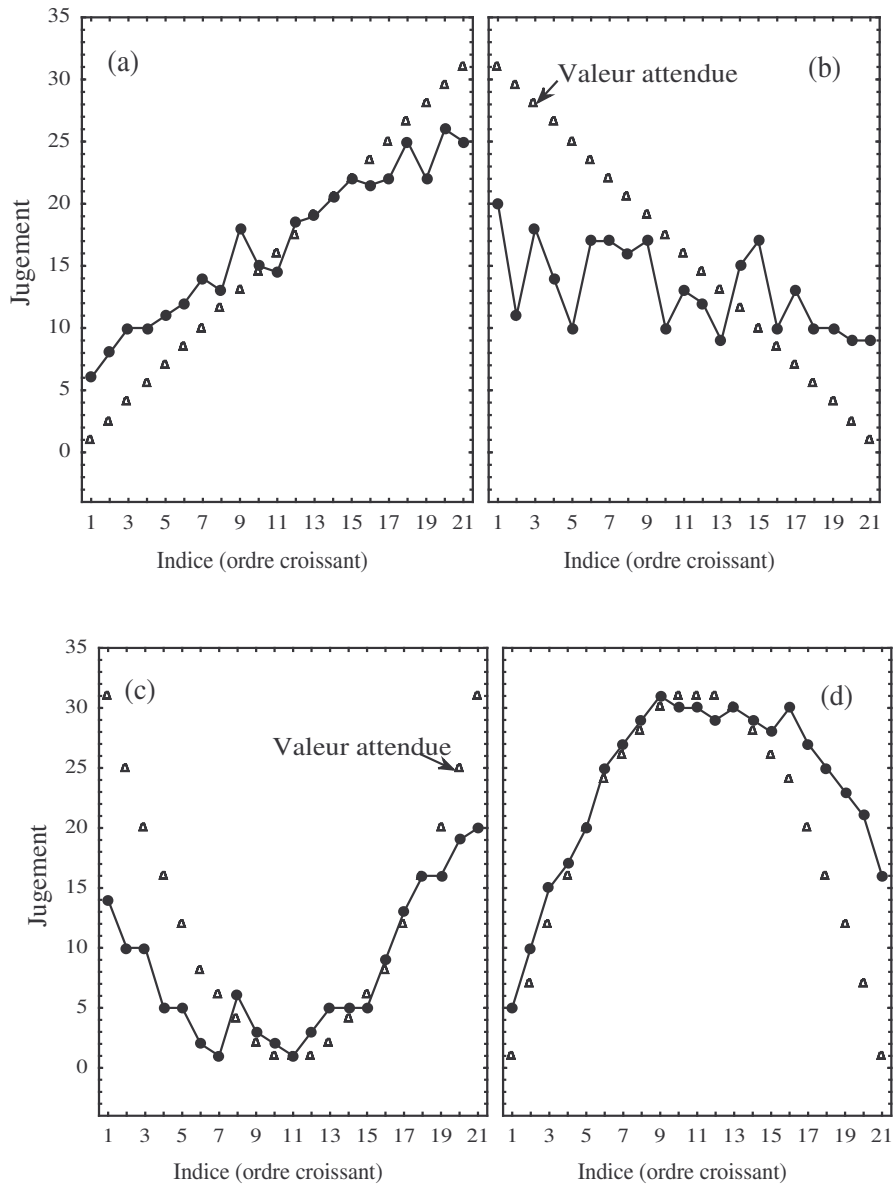 35
30
25
20
15
10
5
0
Jugement
(a)
(b)
Valeur attendue
1 3 5 7 9 11 13 15 17 19 21
1 3 5 7 9 11 13 15 17 19 21
Indice (ordre croissant)
Indice (ordre croissant)
35
30
25
20
15
10
5
0
Jugement
(c)
(d)
Valeur attendue
1 3 5 7 9 11 13 15 17 19 21
1 3 5 7 9 11 13 15 17 19 21
Indice (ordre croissant)
Indice (ordre croissant)